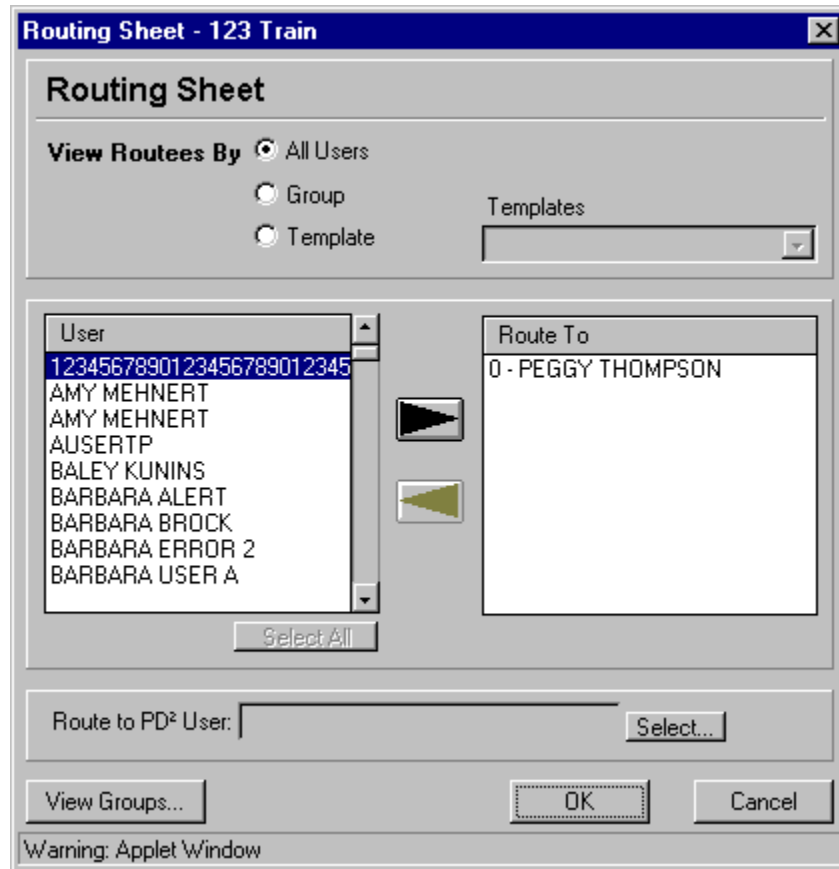 Routing Sheet - 123 Train
Routing Sheet
View Routees By
All Users
Group
Template
Templates
User
1234567890123456789012345
AMY MEHNERT
AMY MEHNERT
AUSERTP
BALEY KUNINS
BARBARA ALERT
BARBARA BROCK
BARBARA ERROR 2
BARBARA USER A
Select All
Route To
0 - PEGGY THOMPSON
Route to PD² User:
Select...
View Groups...
OK
Cancel
Warning: Applet Window